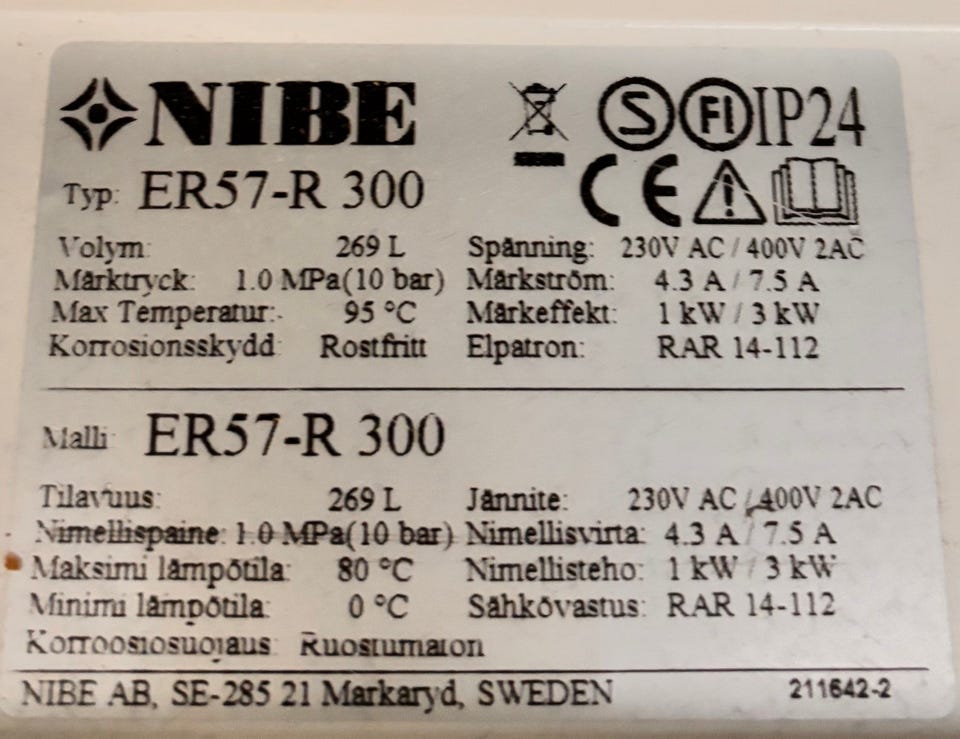 NIBE S FI IP24
CE
Typ: ER57-R 300
Volym: 269 L Spänning: 230V AC / 400V 2AC
Märktryck: 1.0 MPa(10 bar) Märkström: 4.3 A / 7.5 A
Max Temperatur: 95 °C Märkeffekt: 1 kW / 3 kW
Korrosionsskydd: Rostfritt Elpatron: RAR 14-112
Malli: ER57-R 300
Tilavuus: 269 L Jännite: 230V AC / 400V 2AC
Nimellispaine: 1.0 MPa(10 bar) Nimellisvirta: 4.3 A / 7.5 A
Maksimi lämpötila: 80 °C Nimellisteho: 1 kW / 3 kW
Minimi lämpötila: 0 °C Sähkövastus: RAR 14-112
Korroosiosuojaus: Ruostumaton
NIBE AB, SE-285 21 Markaryd, SWEDEN 211642-2